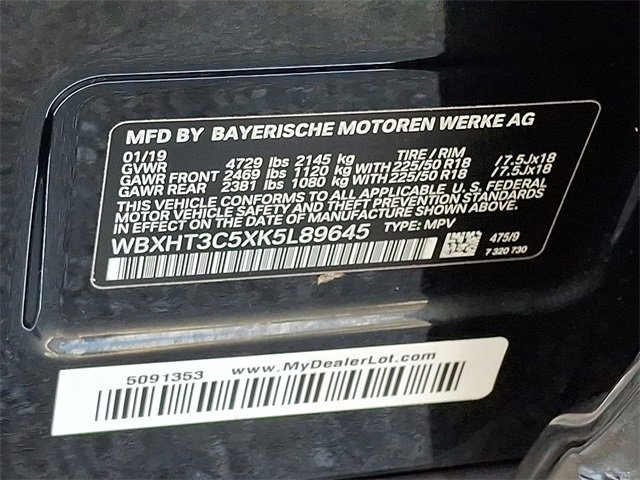 MFD BY BAYERISCHE MOTOREN WERKE AG
01/19 TIRE / RIM
GVWR 4729 lbs 2145 kg
GAWR FRONT 2469 lbs 1120 kg WITH 225/50 R18 /7.5Jx18
GAWR REAR 2381 lbs 1080 kg WITH 225/50 R18 /7.5Jx18
THIS VEHICLE CONFORMS TO ALL APPLICABLE U.S. FEDERAL
MOTOR VEHICLE SAFETY AND THEFT PREVENTION STANDARDS
IN EFFECT ON THE DATE OF MANUFACTURE SHOWN ABOVE.
WBXHT3C5XK5L89645 TYPE: MPV
475/9
7 320 730
5091353 www.MyDealerLot.com